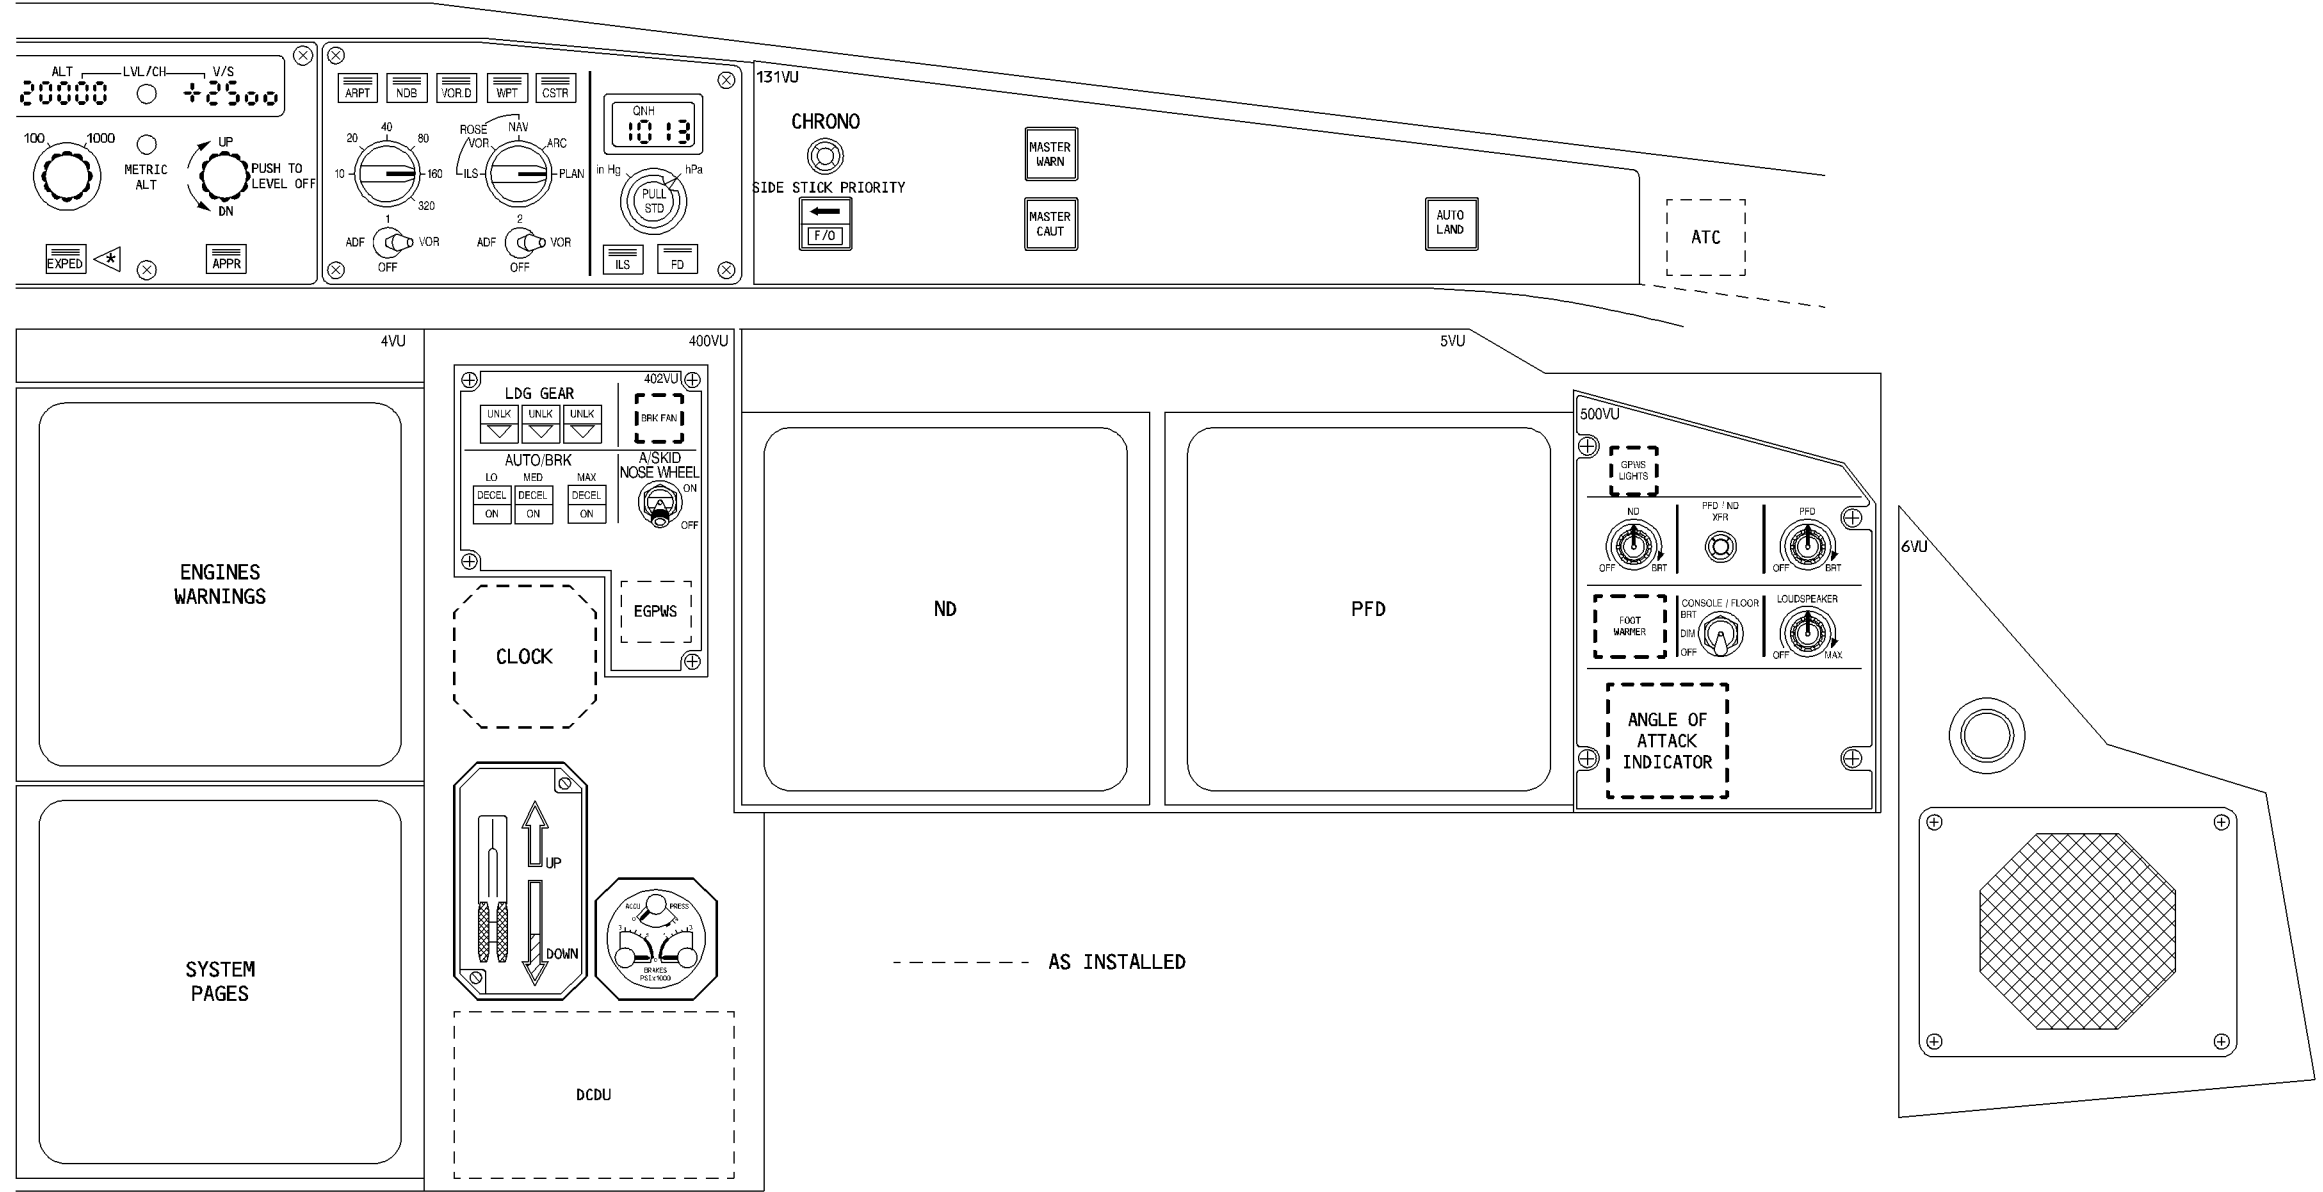 ALT LVL/CH V/S
20000 +25oo
100 1000
METRIC
ALT
UP
PUSH TO
LEVEL OFF
DN
EXPED
*
APPR
ARPT NDB VOR.D WPT CSTR
10 20 40 80 160 320
ROSE
ILS VOR NAV ARC PLAN
1
ADF VOR
OFF
2
ADF VOR
OFF
QNH
1013
in Hg hPa
PULL
STD
ILS FD
131VU
CHRONO
SIDE STICK PRIORITY
F/O
MASTER
WARN
MASTER
CAUT
AUTO
LAND
ATC
4VU
ENGINES
WARNINGS
SYSTEM
PAGES
400VU
402VU
LDG GEAR
UNLK UNLK UNLK
BRK FAN
AUTO/BRK
LO MED MAX
DECEL DECEL DECEL
ON ON ON
A/SKID
NOSE WHEEL
ON
OFF
EGPWS
CLOCK
UP
DOWN
ACCU PRESS
BRAKES
PSIx1000
DCDU
5VU
ND
PFD
500VU
GPWS
LIGHTS
ND
OFF BRT
PFD / ND
XFR
PFD
OFF BRT
FOOT
WARMER
CONSOLE / FLOOR
BRT
DIM
OFF
LOUDSPEAKER
OFF MAX
ANGLE OF
ATTACK
INDICATOR
6VU
AS INSTALLED